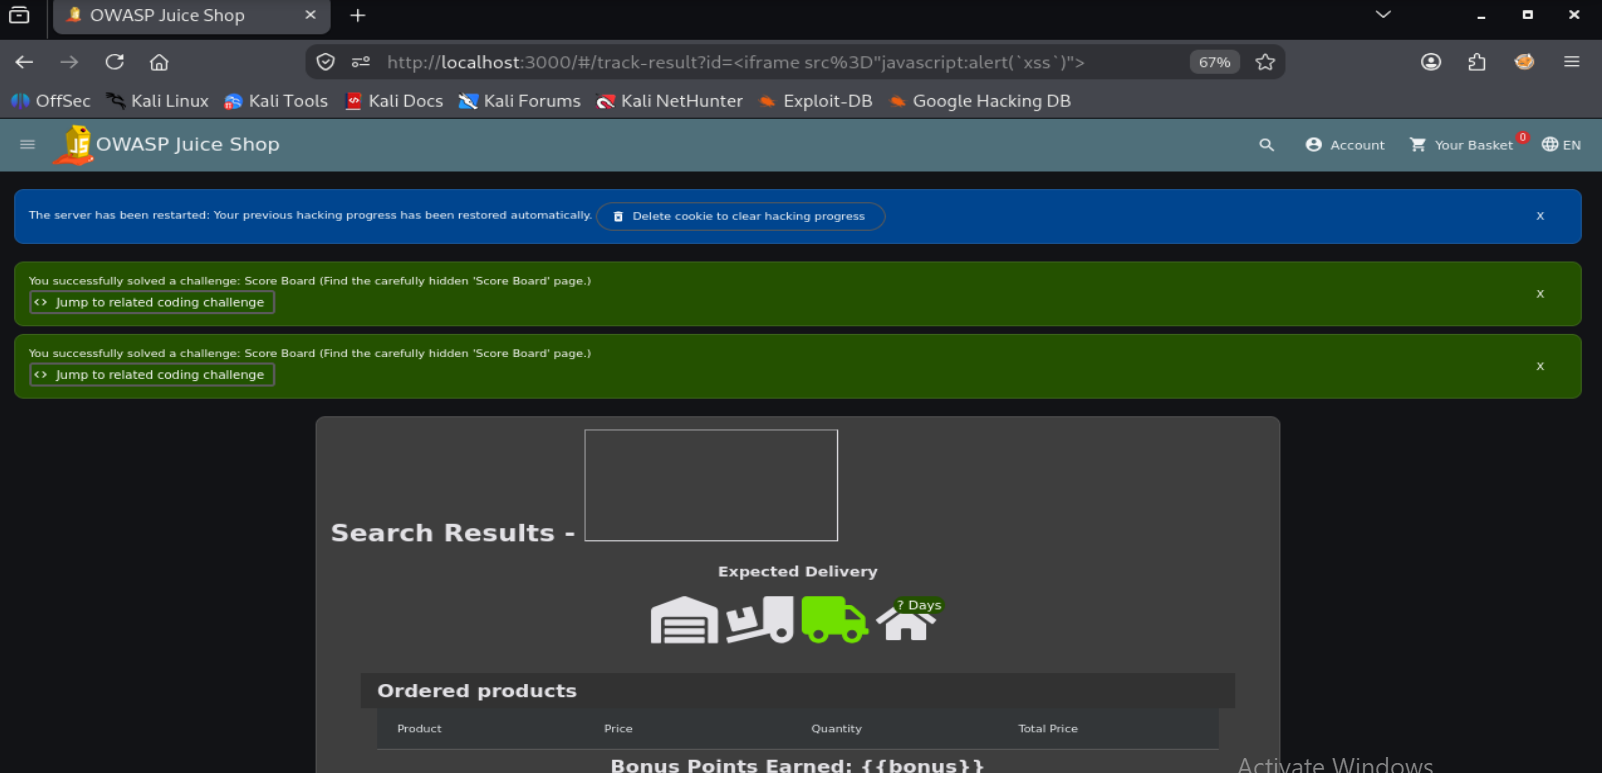 OWASP Juice Shop
http://localhost:3000/#/track-result?id=<iframe src%3D"javascript:alert(`xss`)">
67%
OffSec Kali Linux Kali Tools Kali Docs Kali Forums Kali NetHunter Exploit-DB Google Hacking DB
OWASP Juice Shop Account Your Basket 0 EN
The server has been restarted: Your previous hacking progress has been restored automatically. Delete cookie to clear hacking progress X
You successfully solved a challenge: Score Board (Find the carefully hidden 'Score Board' page.)
<> Jump to related coding challenge X
You successfully solved a challenge: Score Board (Find the carefully hidden 'Score Board' page.)
<> Jump to related coding challenge X
Search Results -
Expected Delivery
? Days
Ordered products
Product Price Quantity Total Price
Bonus Points Earned: {{bonus}}
Activate Windows